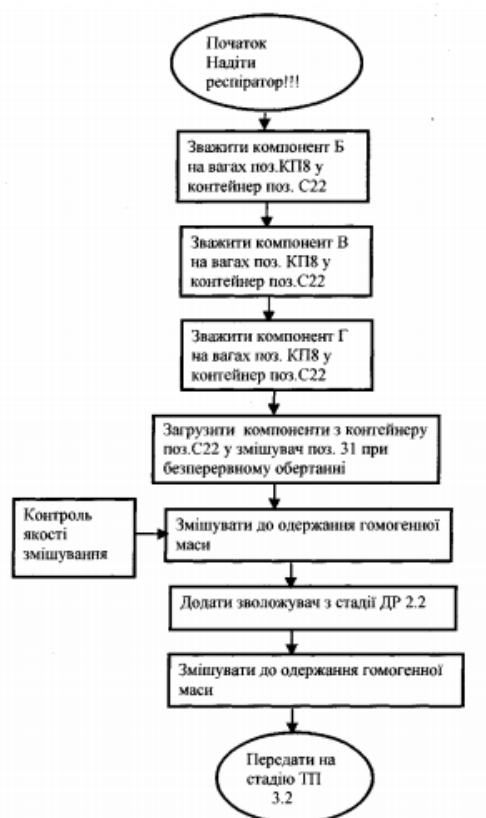 Початок
Надіти
респіратор!!!
Зважити компонент Б
на вагах поз.КП8 у
контейнер поз. С22
Зважити компонент В
на вагах поз. КП8 у
контейнер поз.С22
Зважити компонент Г
на вагах поз. КП8 у
контейнер поз.С22
Загрузити компоненти з контейнеру
поз.С22 у змішувач поз. 31 при
безперервному обертанні
Контроль
якості
змішування
Змішувати до одержання гомогенної
маси
Додати зволожувач з стадії ДР 2.2
Змішувати до одержання гомогенної
маси
Передати на
стадію ТП
3.2